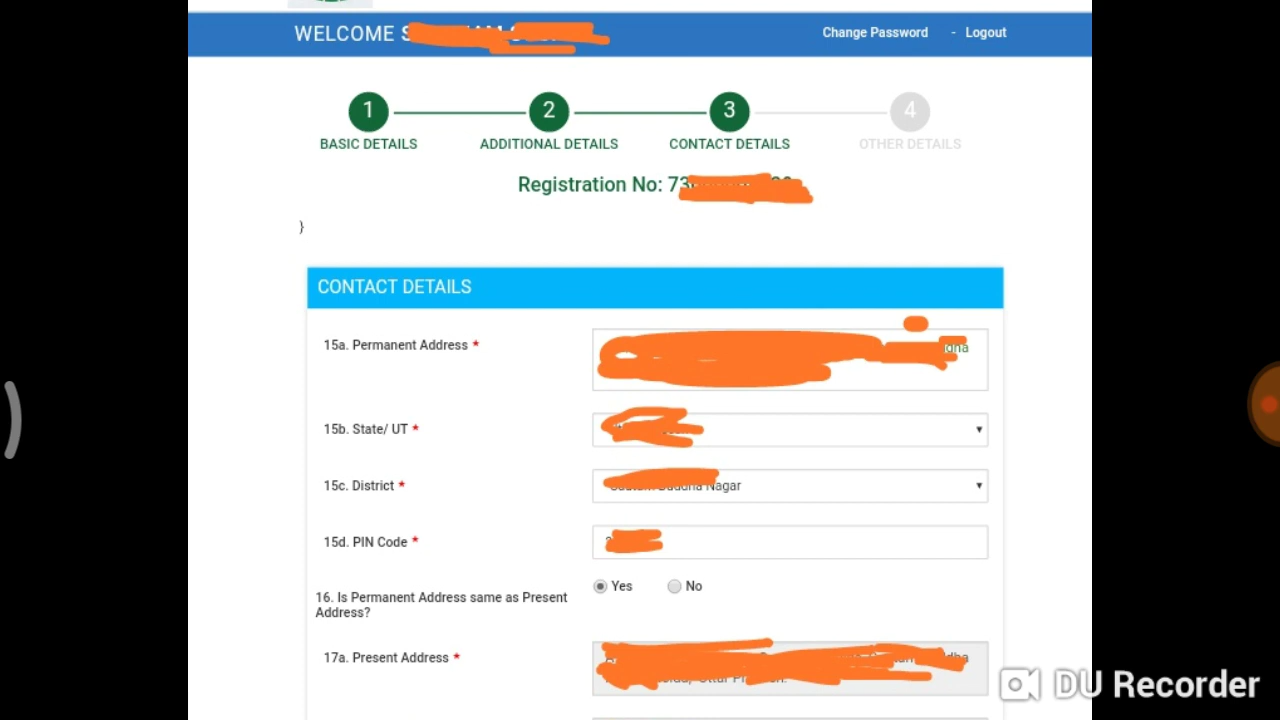 WELCOME
Change Password - Logout
1 2 3 4
BASIC DETAILS ADDITIONAL DETAILS CONTACT DETAILS OTHER DETAILS
Registration No: 73
}
CONTACT DETAILS
15a. Permanent Address *
15b. State/ UT *
15c. District * Nagar
15d. PIN Code *
Yes No
16. Is Permanent Address same as Present
Address?
17a. Present Address *
DU Recorder